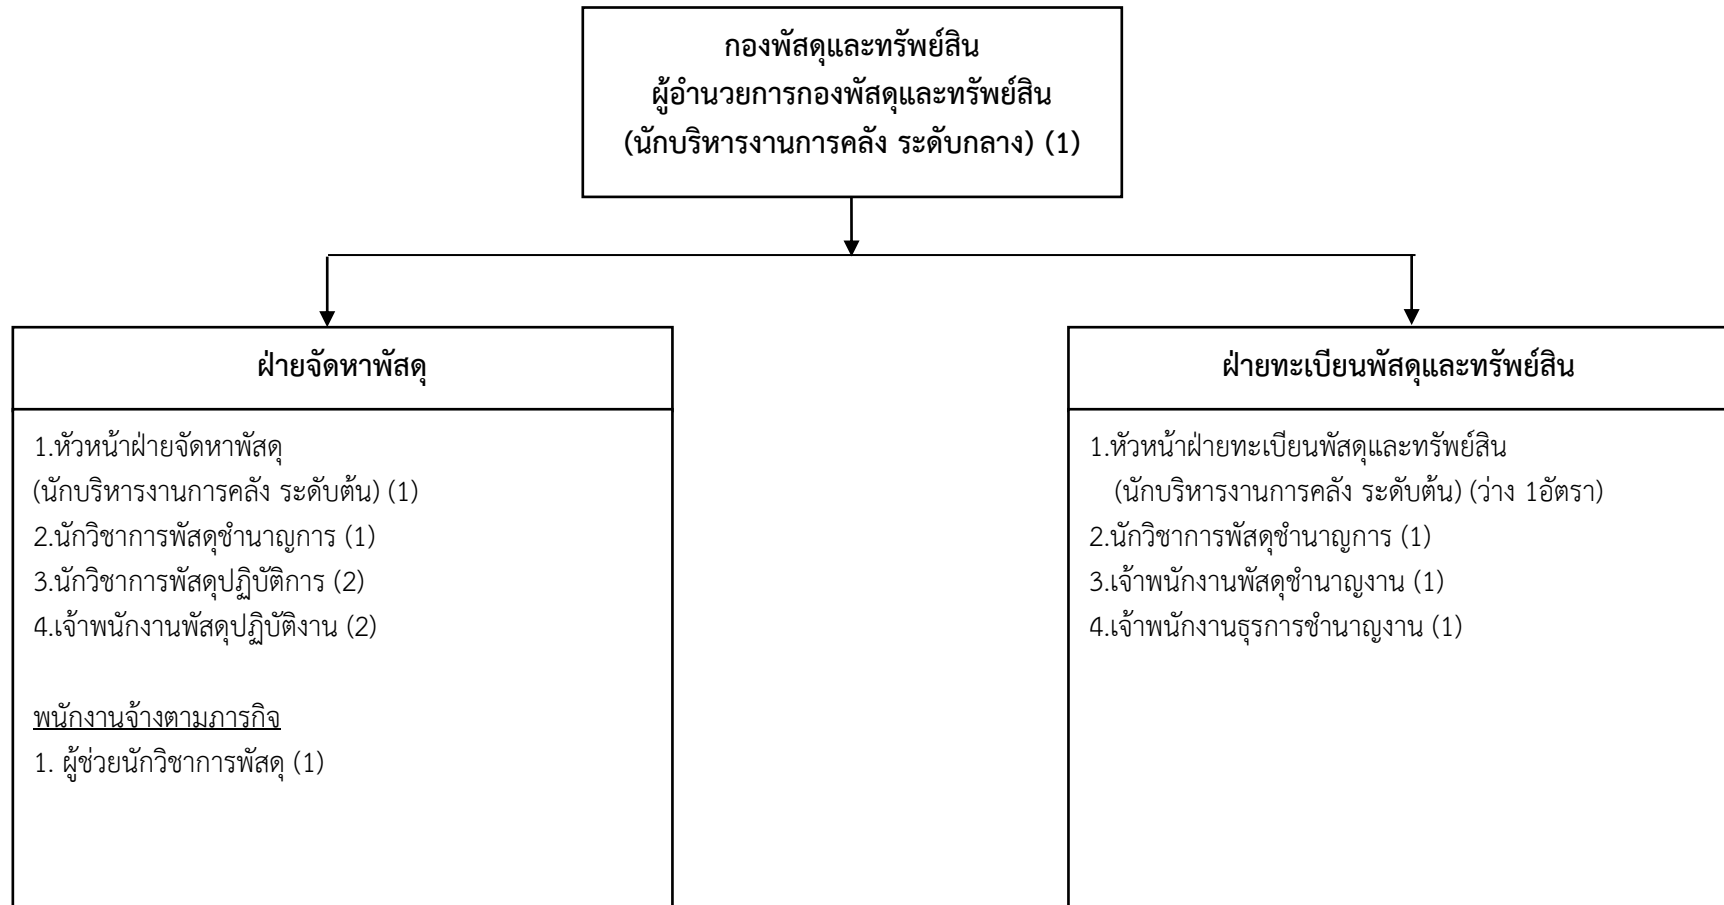 กองพัสดุและทรัพย์สิน
ผู้อำนวยการกองพัสดุและทรัพย์สิน
(นักบริหารงานการคลัง ระดับกลาง) (1)
ฝ่ายจัดหาพัสดุ
1.หัวหน้าฝ่ายจัดหาพัสดุ
(นักบริหารงานการคลัง ระดับต้น) (1)
2.นักวิชาการพัสดุชำนาญการ (1)
3.นักวิชาการพัสดุปฏิบัติการ (2)
4.เจ้าพนักงานพัสดุปฏิบัติงาน (2)
พนักงานจ้างตามภารกิจ
1. ผู้ช่วยนักวิชาการพัสดุ (1)
ฝ่ายทะเบียนพัสดุและทรัพย์สิน
1.หัวหน้าฝ่ายทะเบียนพัสดุและทรัพย์สิน
(นักบริหารงานการคลัง ระดับต้น) (ว่าง 1อัตรา)
2.นักวิชาการพัสดุชำนาญการ (1)
3.เจ้าพนักงานพัสดุชำนาญงาน (1)
4.เจ้าพนักงานธุรการชำนาญงาน (1)